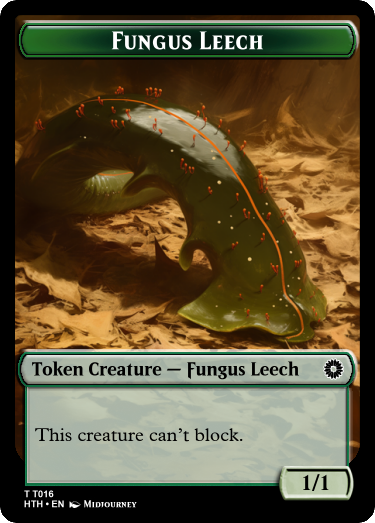 Fungus Leech
Token Creature — Fungus Leech
This creature can't block.
1/1
T T016
HTH • EN Midjourney